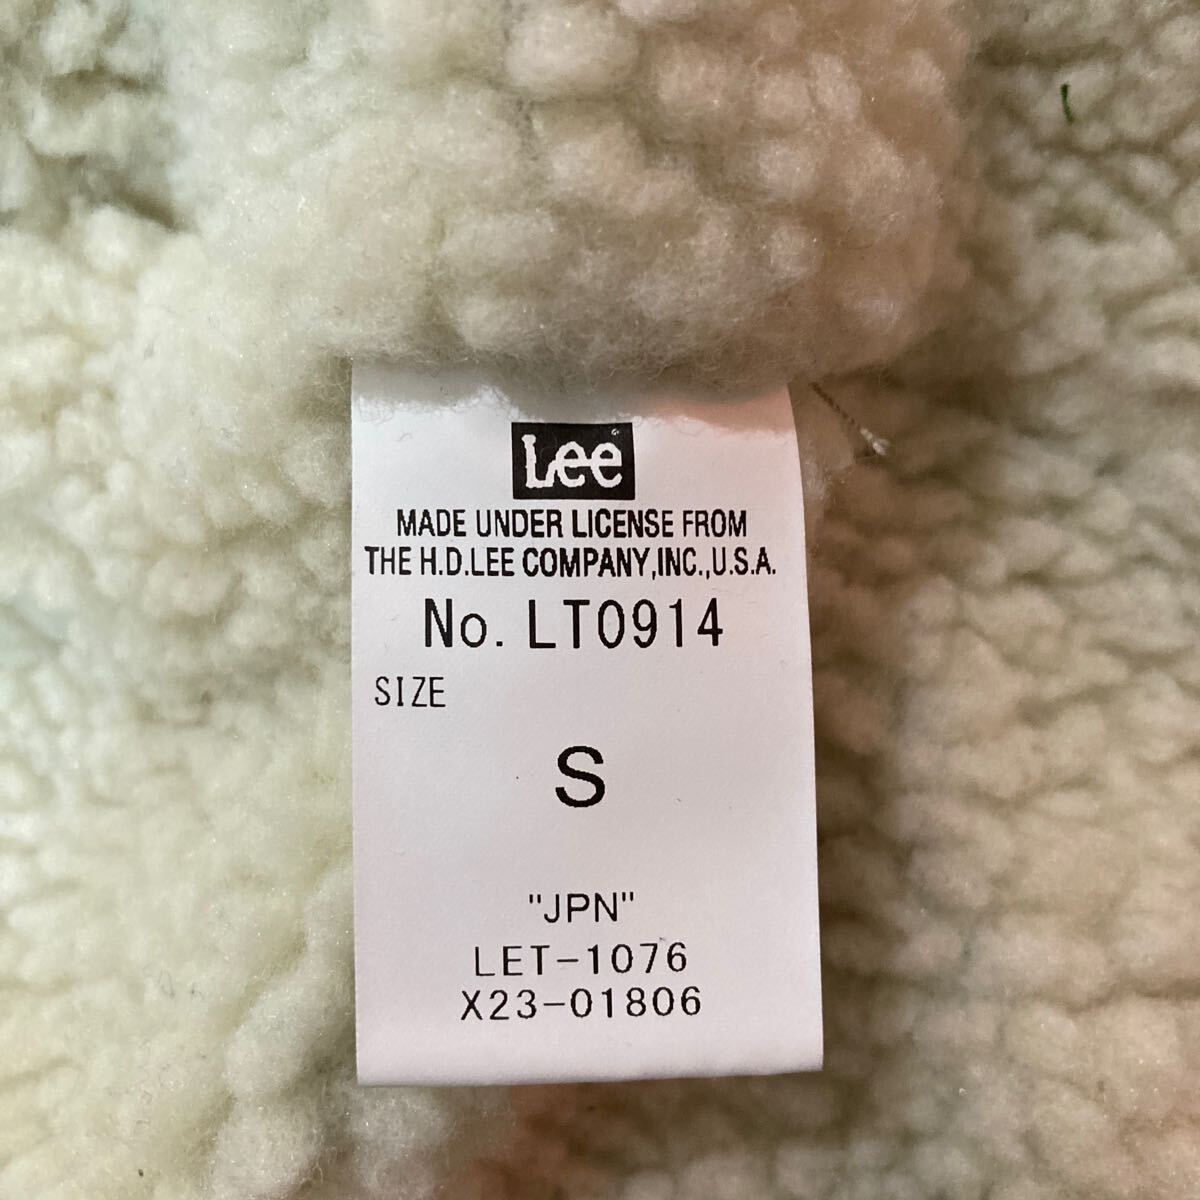 Lee
MADE UNDER LICENSE FROM
THE H.D.LEE COMPANY,INC.,U.S.A.
No. LT0914
SIZE
S
"JPN"
LET-1076
X23-01806